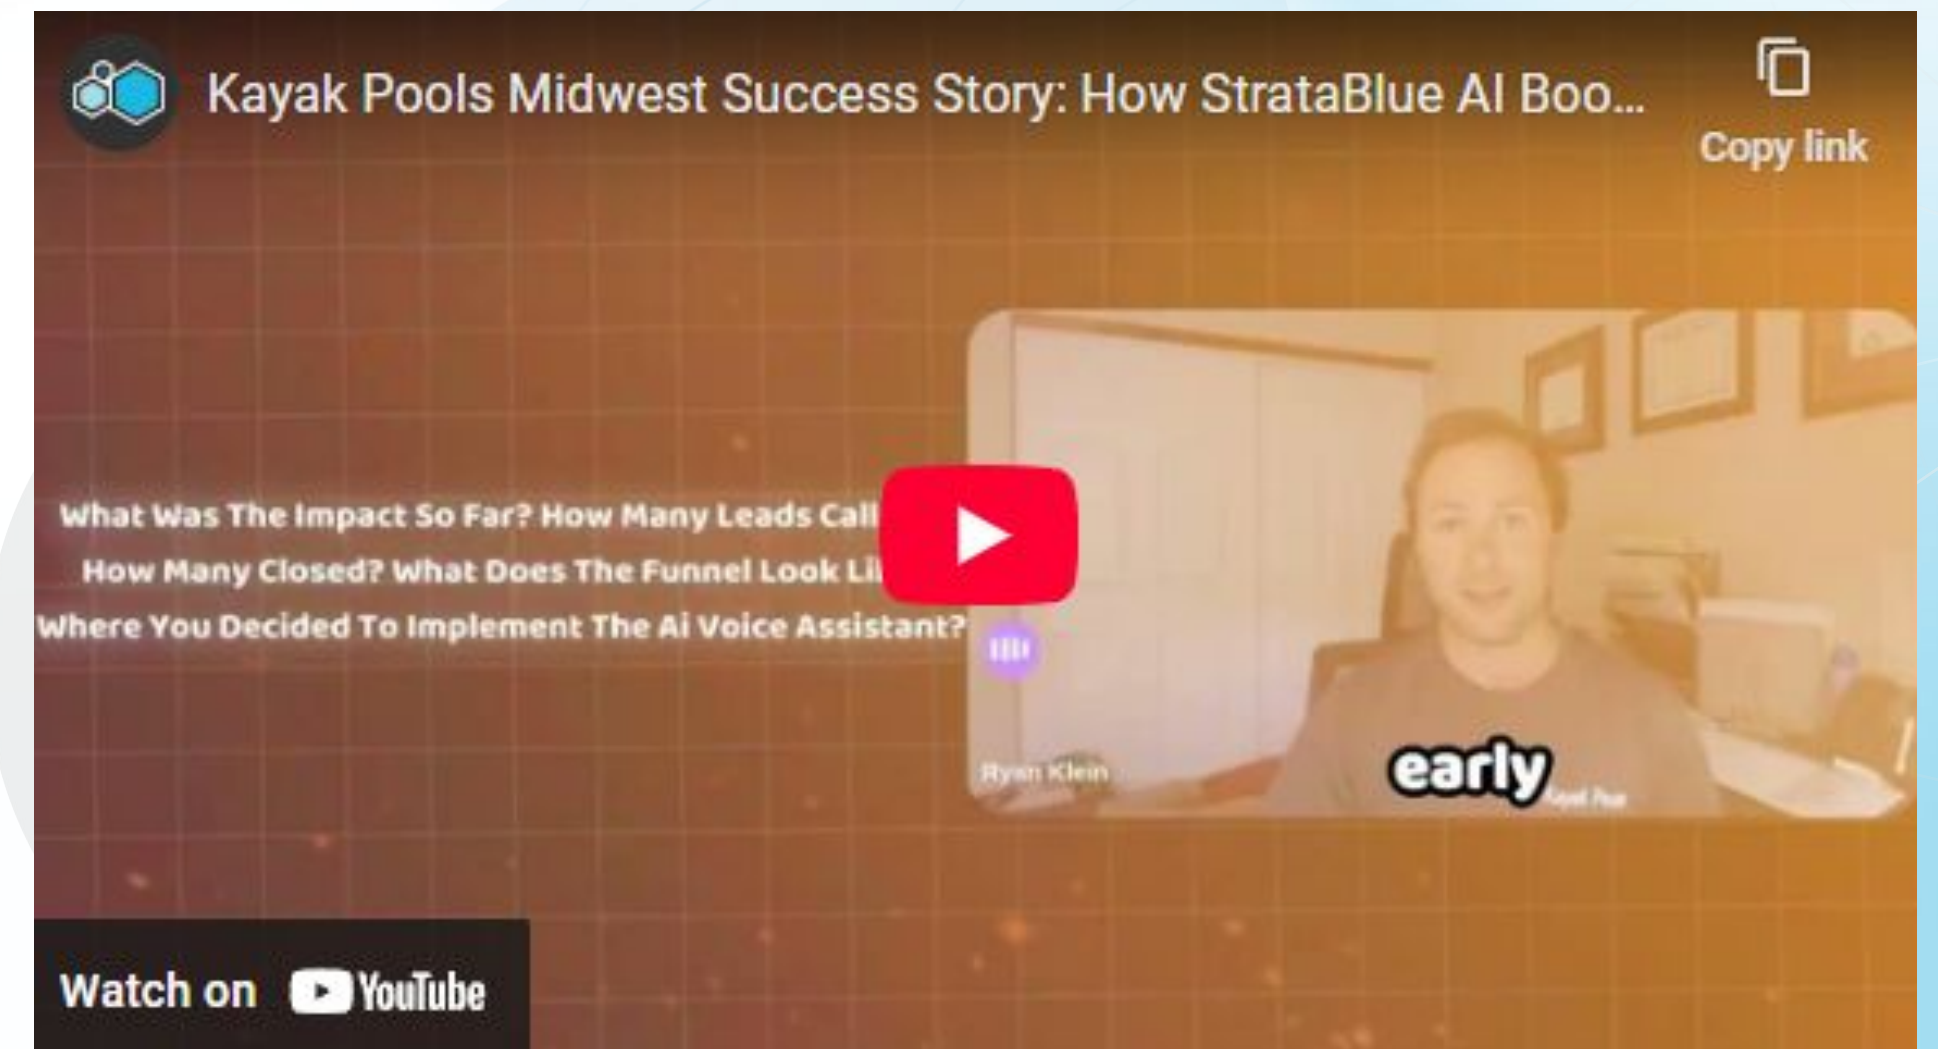 Kayak Pools Midwest Success Story: How StrataBlue AI Boo...
Copy link
What Was The Impact So Far? How Many Leads Call
How Many Closed? What Does The Funnel Look Li
Where You Decided To Implement The Ai Voice Assistant?
Ryan Klein
early
Watch on YouTube